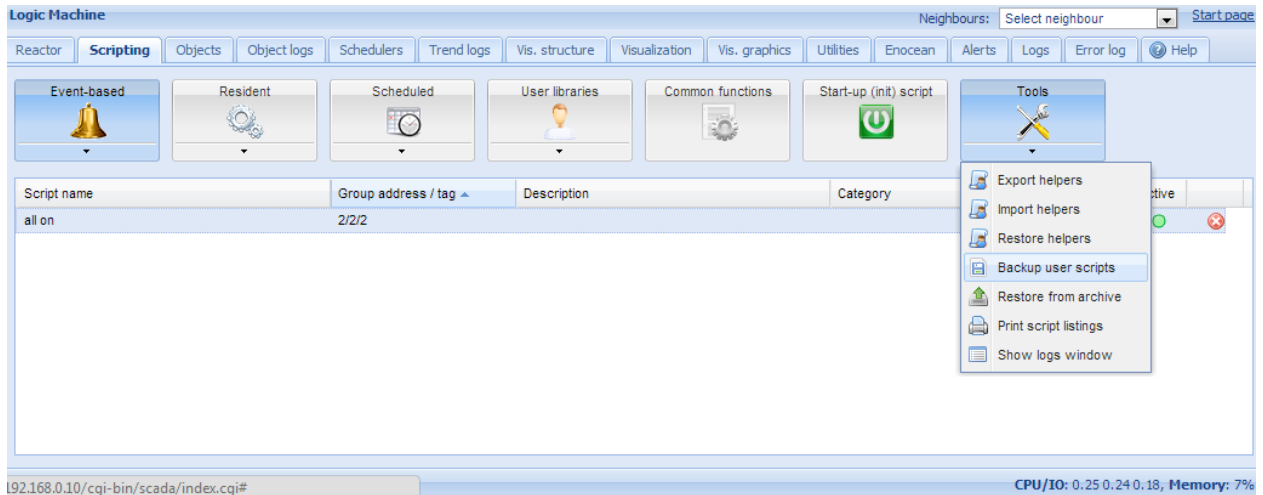 Logic Machine Neighbours: Select neighbour Start page
Reactor Scripting Objects Object logs Schedulers Trend logs Vis. structure Visualization Vis. graphics Utilities Enocean Alerts Logs Error log Help
Event-based Resident Scheduled User libraries Common functions Start-up (init) script Tools
Script name Group address / tag Description Category ctive
all on 2/2/2
Export helpers
Import helpers
Restore helpers
Backup user scripts
Restore from archive
Print script listings
Show logs window
192.168.0.10/cgi-bin/scada/index.cgi# CPU/IO: 0.25 0.24 0.18, Memory: 7%